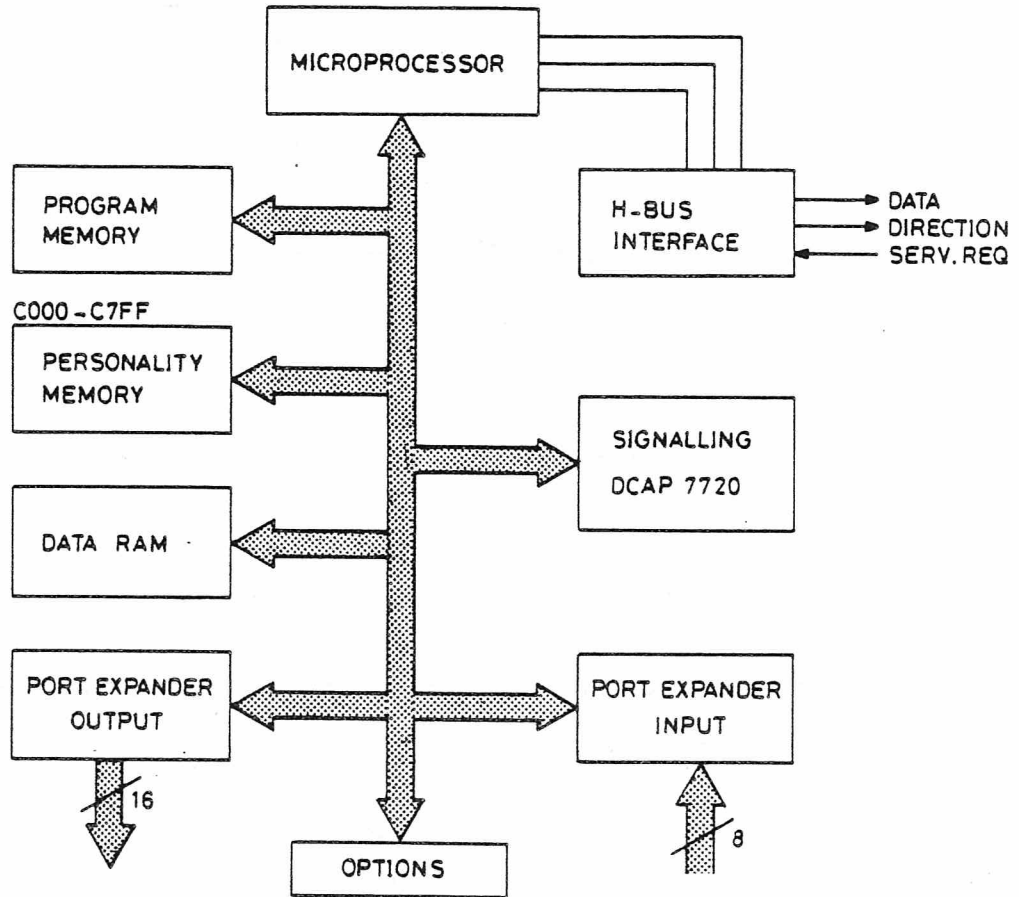 MICROPROCESSOR
PROGRAM
MEMORY
H-BUS
INTERFACE
DATA
DIRECTION
SERV.REQ
C000-C7FF
PERSONALITY
MEMORY
SIGNALLING
DCAP 7720
DATA RAM
PORT EXPANDER
OUTPUT
PORT EXPANDER
INPUT
16
8
OPTIONS